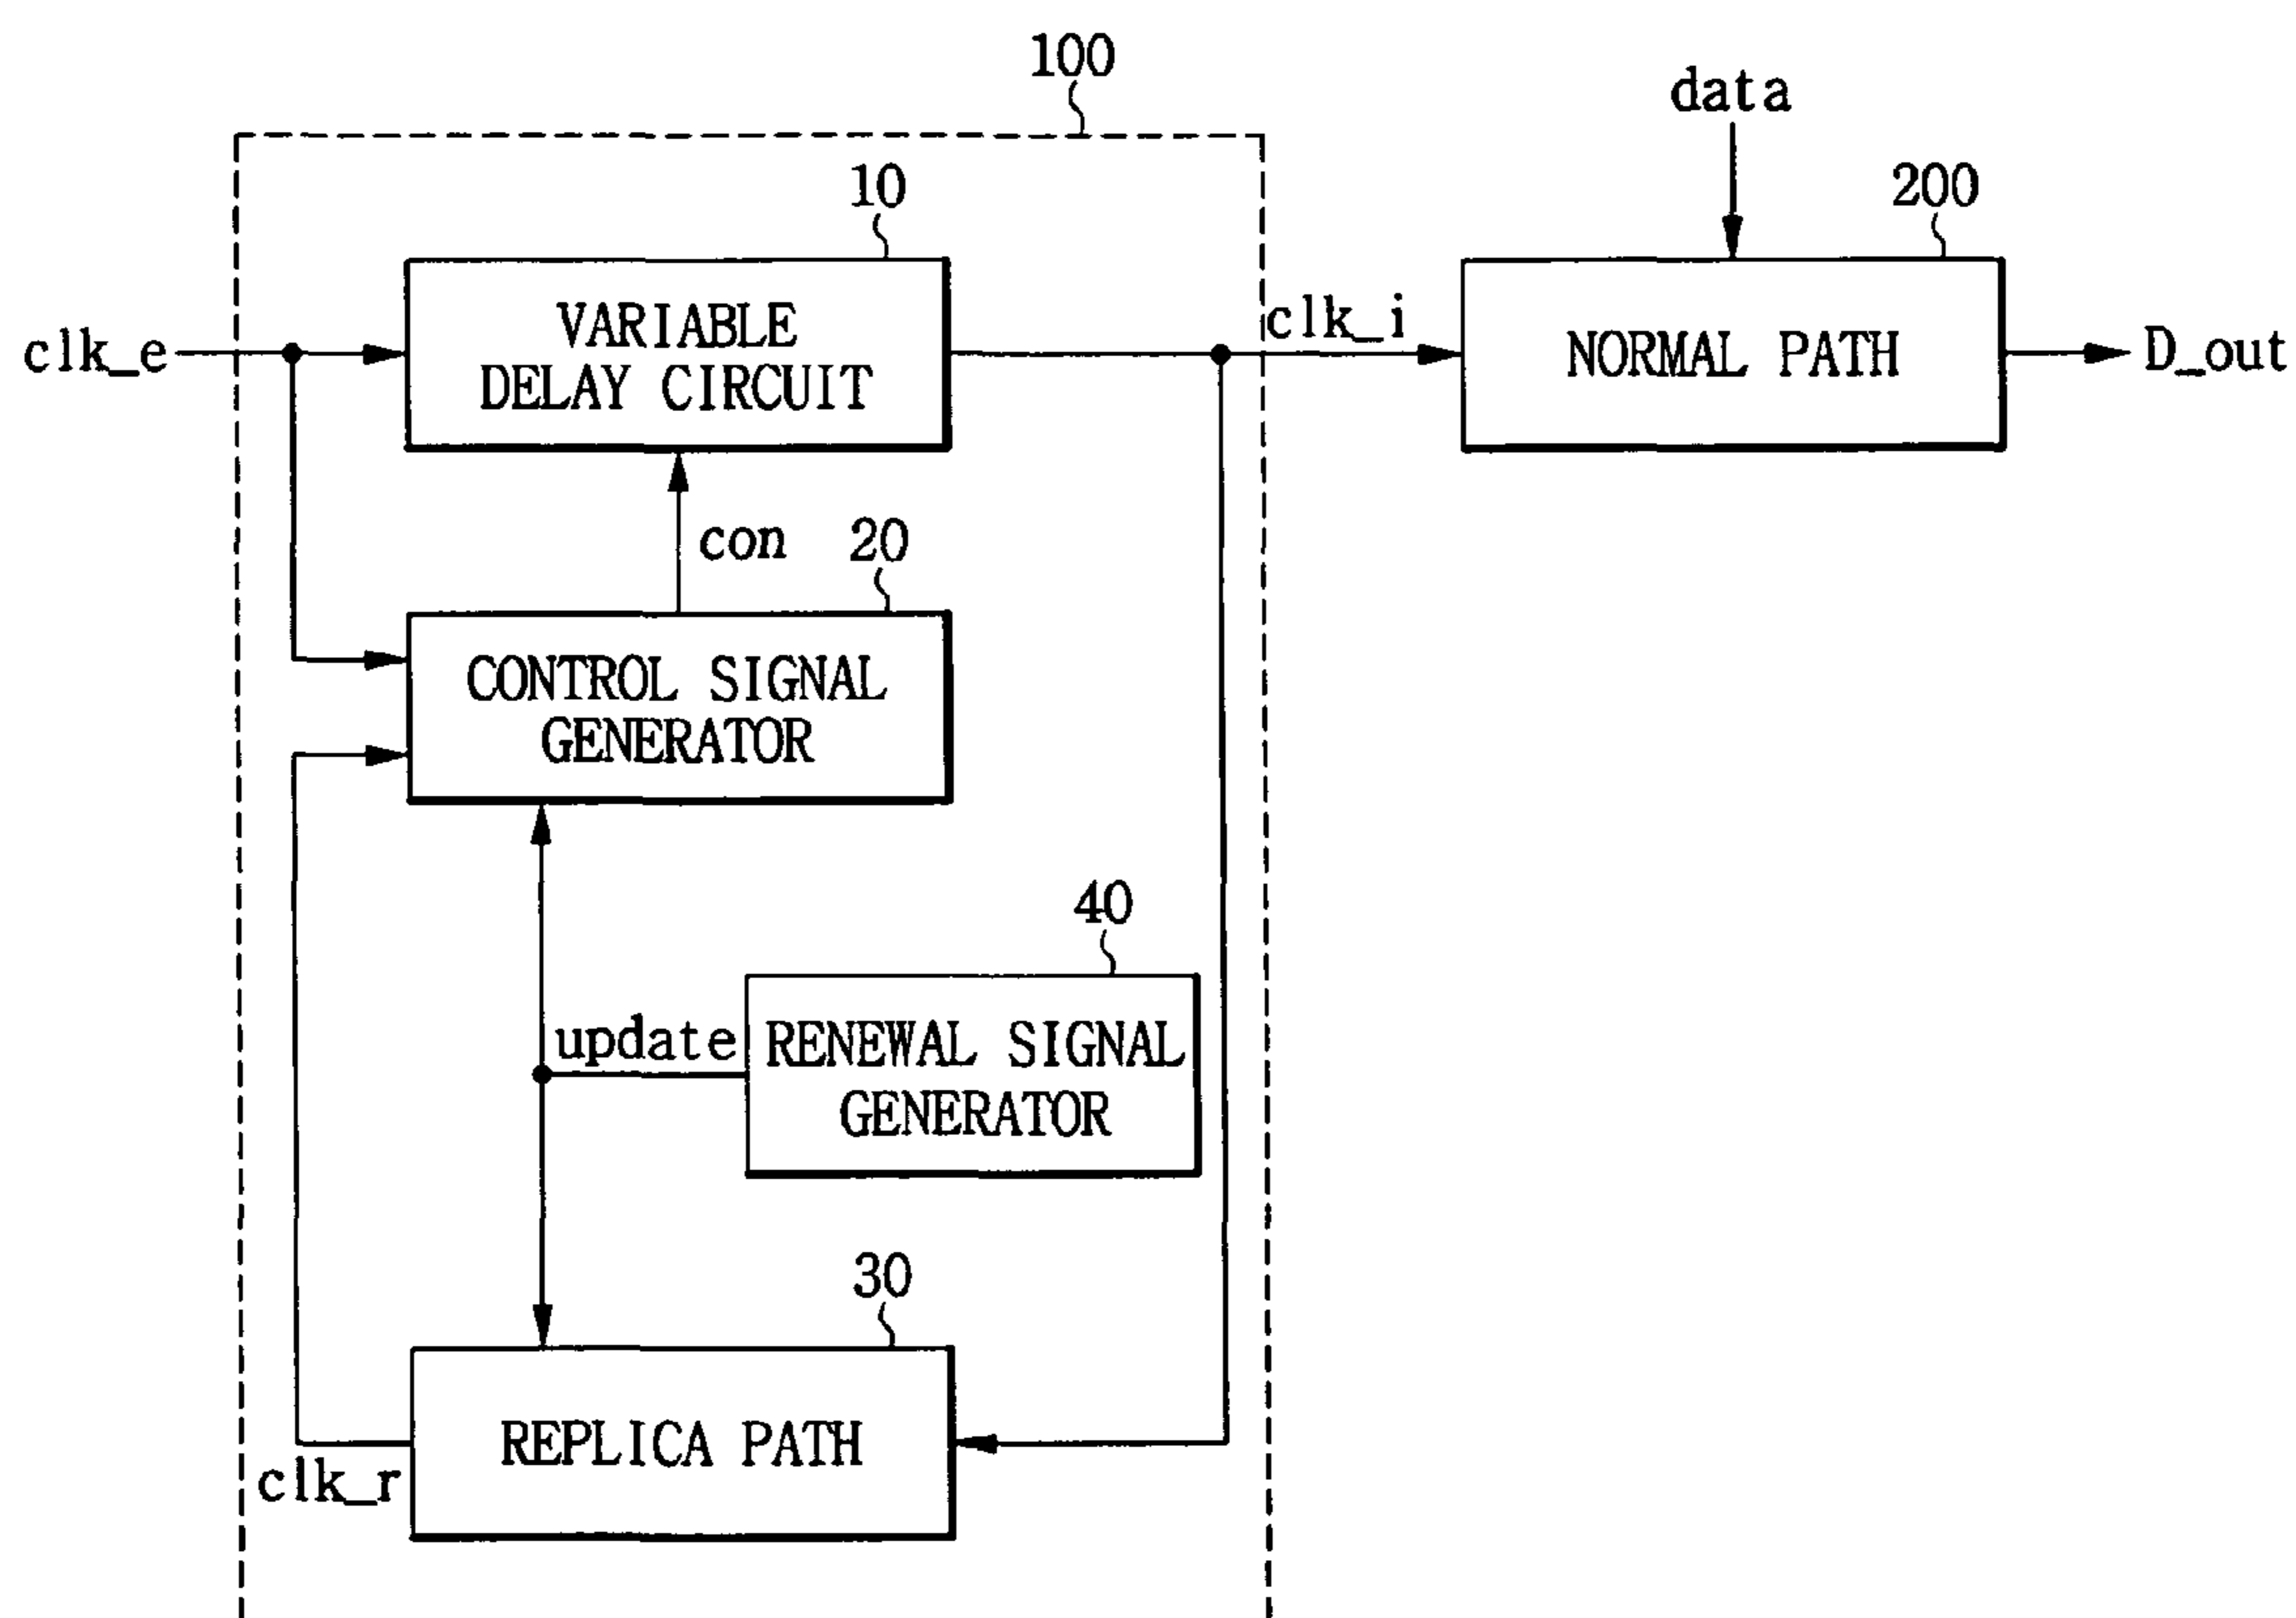 100
data
10
200
VARIABLE
DELAY CIRCUIT
clk_e
clk_i
NORMAL PATH
D_out
con
20
CONTROL SIGNAL
GENERATOR
40
update
RENEWAL SIGNAL
GENERATOR
30
REPLICA PATH
clk_r